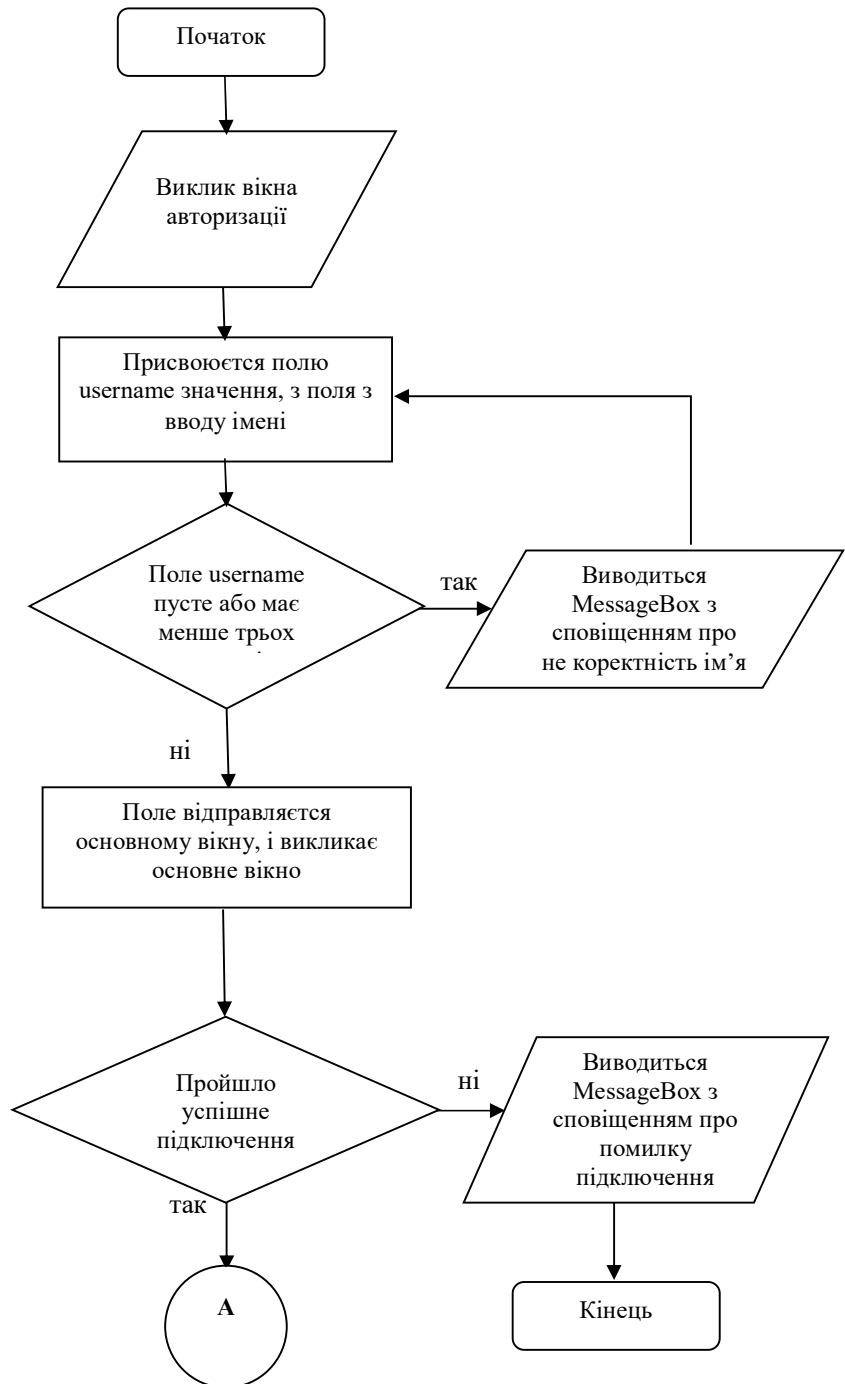 Початок
Виклик вікна
авторизації
Присвоюєтся полю
username значення, з поля з
вводу імені
Поле username
пусте або має
менше трьох
так
Виводиться
MessageBox з
сповіщенням про
не коректність ім’я
ні
Поле відправляєтся
основному вікну, і викликає
основне вікно
Пройшло
успішне
підключення
ні
Виводиться
MessageBox з
сповіщенням про
помилку
підключення
так
А
Кінець